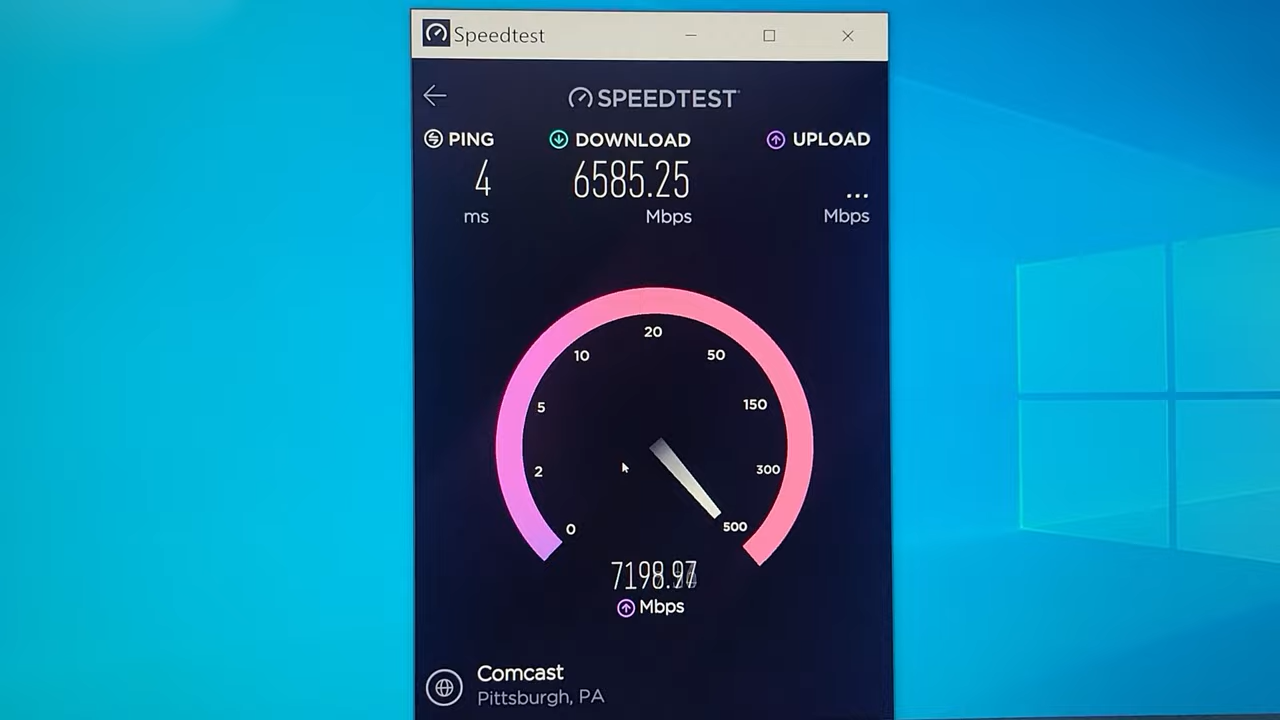 Speedtest
SPEEDTEST
PING
DOWNLOAD
UPLOAD
4
6585.25
...
ms
Mbps
Mbps
20
10
50
5
150
2
300
0
500
Mbps
Comcast
Pittsburgh, PA